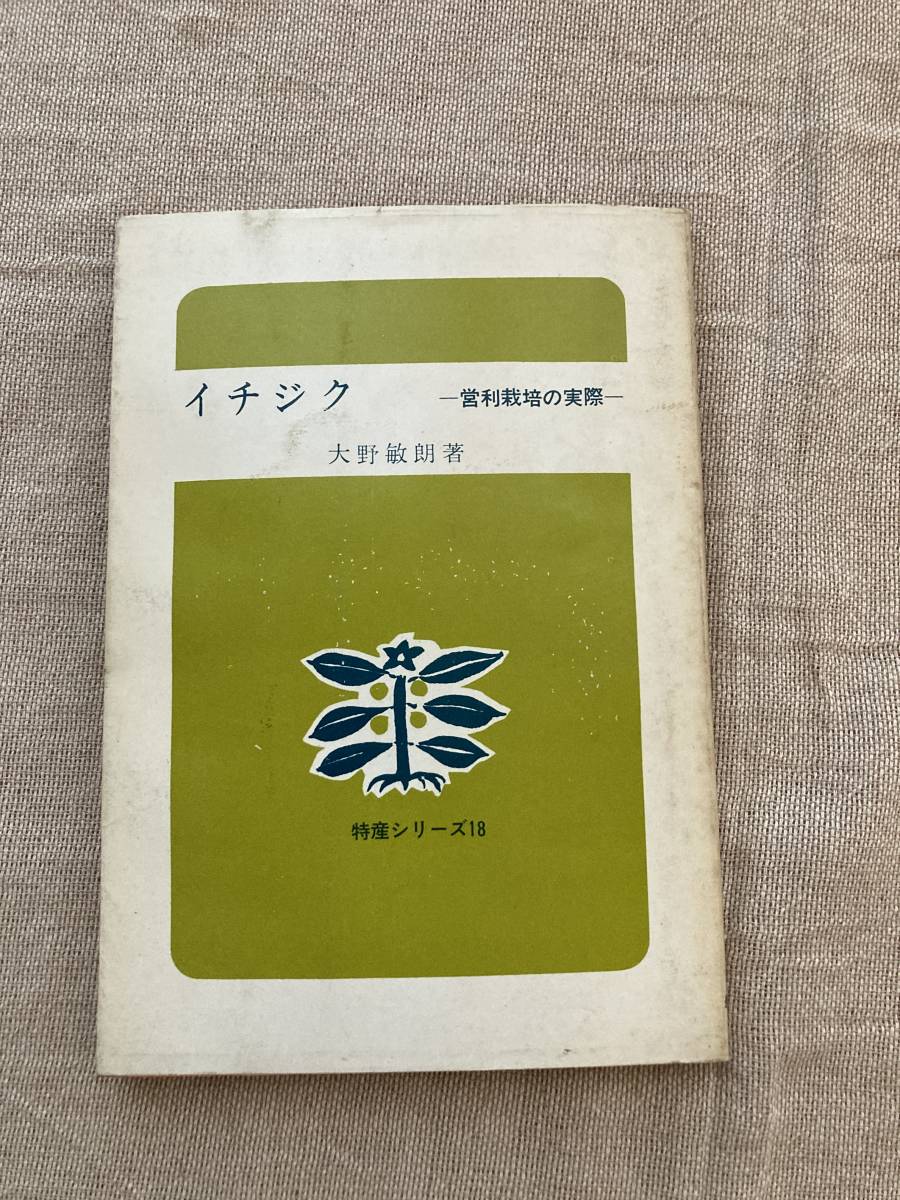 イチジク ―営利栽培の実際―
大野敏朗著
特産シリーズ18